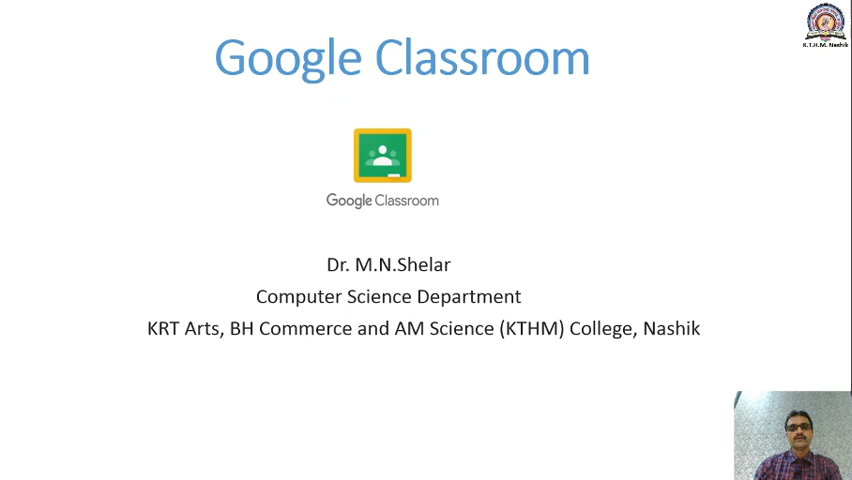 K.T.H.M. Nashik
Google Classroom
Google Classroom
Dr. M.N.Shelar
Computer Science Department
KRT Arts, BH Commerce and AM Science (KTHM) College, Nashik